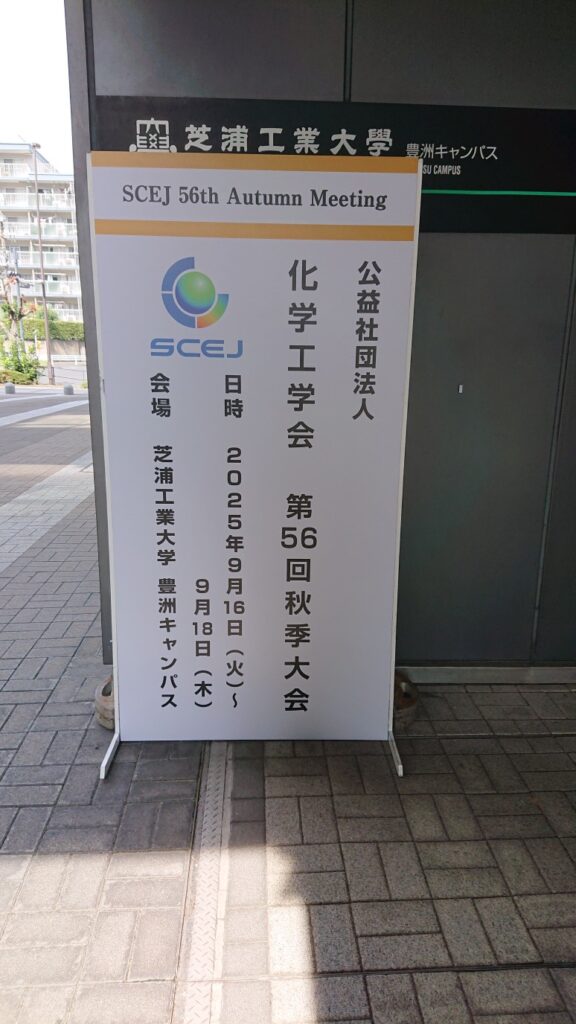 芝浦工業大學 豊洲キャンパス
SU CAMPUS
SCEJ 56th Autumn Meeting
公益社団法人
化学工学会 第56回秋季大会
SCEJ
日時 2025年9月16日(火)~
9月18日(木)
会場 芝浦工業大学 豊洲キャンパス